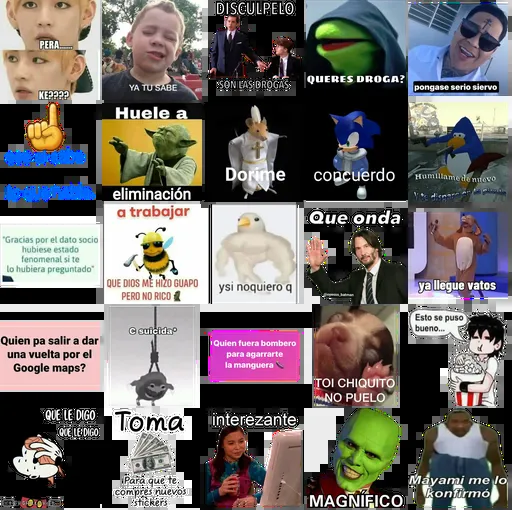 PERA......
KE????
YA TU SABE
DISCULPELO
SON LAS DROGAS
QUERES DROGA?
pongase serio siervo
Huele a
eliminación
Dorime
concuerdo
Humillame de nuevo
"Gracias por el dato socio
hubiese estado
fenomenal si te
lo hubiera preguntado"
a trabajar
QUE DIOS ME HIZO GUAPO
PERO NO RICO
ysi noquiero q
Que onda
ya llegue vatos
Quien pa salir a dar
una vuelta por el
Google maps?
C suicida*
Quien fuera bombero
para agarrarte
la manguera
TOI CHIQUITO
NO PUELO
Esto se puso
bueno...
QUE LE DIGO
QUE LE DIGO
Toma
Para que te
compres nuevos
stickers
interezante
MAGNÍFICO
Mayami me lo
konfirmó